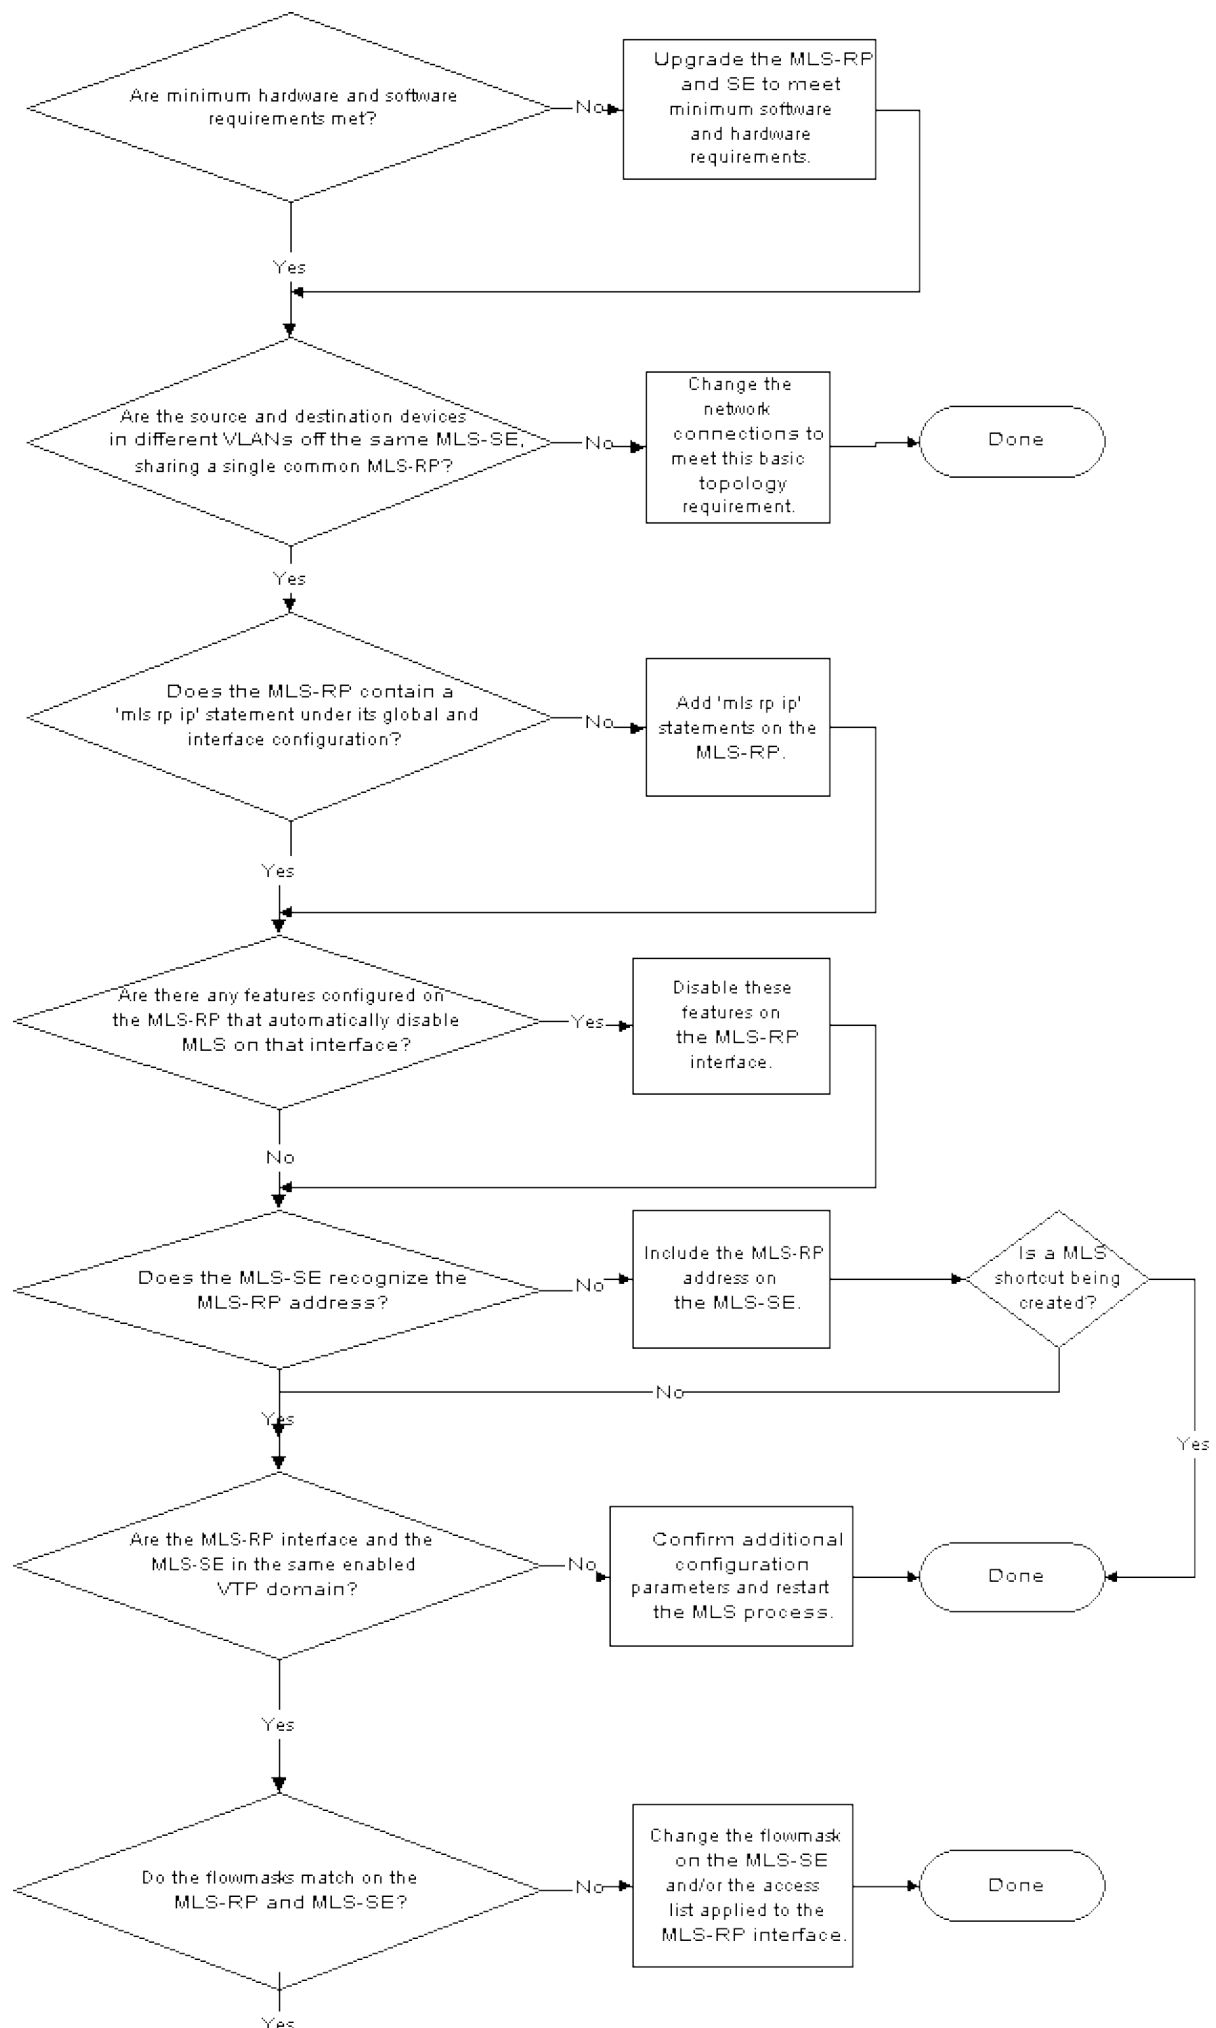 Are minimum hardware and software
requirements met?
No
Upgrade the MLS-RP
and SE to meet
minimum software
and hardware
requirements.
Yes
Are the source and destination devices
in different VLANs off the same MLS-SE,
sharing a single common MLS-RP?
No
Change the
network
connections to
meet this basic
topology
requirement.
Done
Yes
Does the MLS-RP contain a
'mls rp ip' statement under its global and
interface configuration?
No
Add 'mls rp ip'
statements on the
MLS-RP.
Yes
Are there any features configured on
the MLS-RP that automatically disable
MLS on that interface?
Yes
Disable these
features on
the MLS-RP
interface.
No
Does the MLS-SE recognize the
MLS-RP address?
No
Include the MLS-RP
address on
the MLS-SE.
Is a MLS
shortcut being
created?
No
Yes
Yes
Are the MLS-RP interface and the
MLS-SE in the same enabled
VTP domain?
No
Confirm additional
configuration
parameters and restart
the MLS process.
Done
Yes
Do the flowmasks match on the
MLS-RP and MLS-SE?
No
Change the flowmask
on the MLS-SE
and/or the access
list applied to the
MLS-RP interface.
Done
Yes